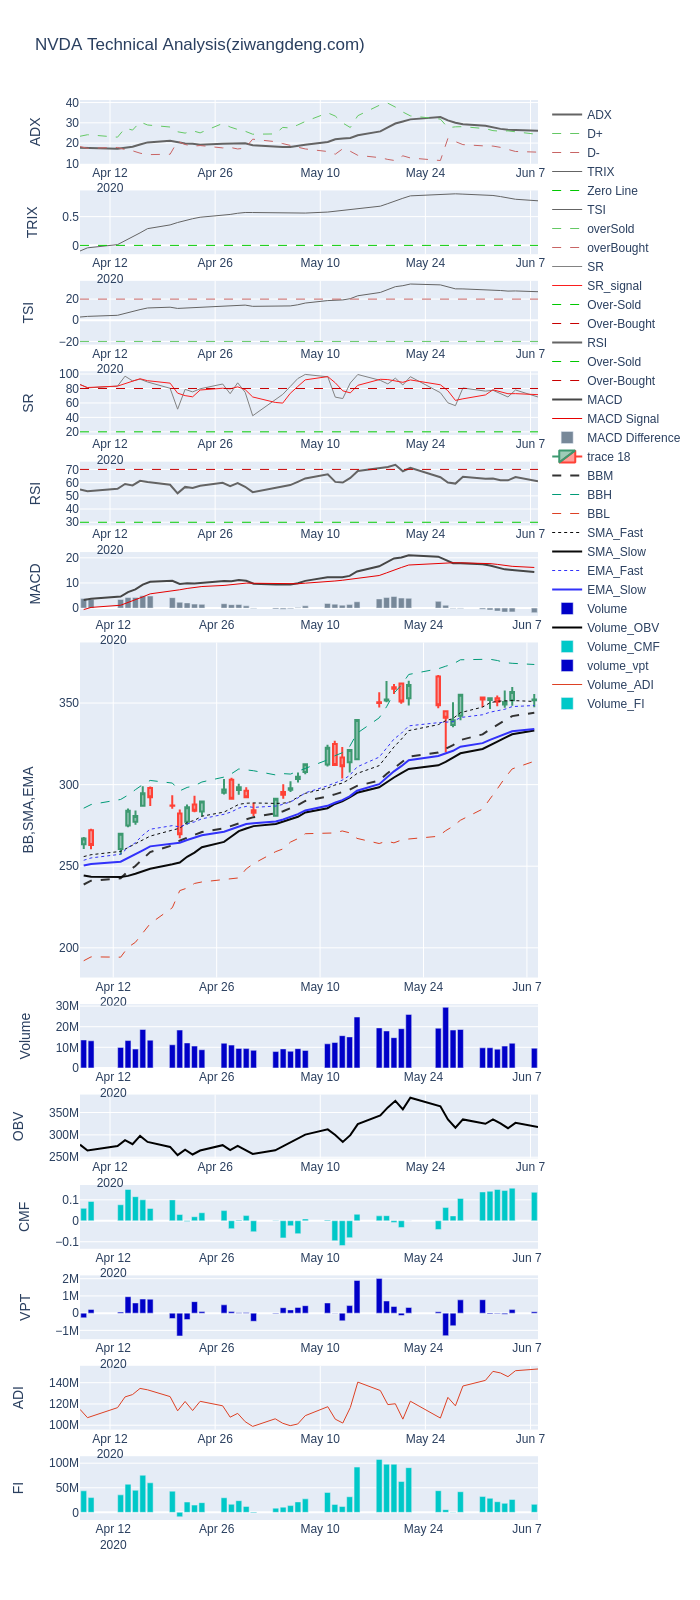 NVDA Technical Analysis(ziwangdeng.com)
ADX
40
30
20
10
Apr 12
2020
Apr 26
May 10
May 24
Jun 7
TRIX
0.5
0
Apr 12
2020
Apr 26
May 10
May 24
Jun 7
TSI
20
0
−20
Apr 12
2020
Apr 26
May 10
May 24
Jun 7
SR
100
80
60
40
20
Apr 12
2020
Apr 26
May 10
May 24
Jun 7
RSI
70
60
50
40
30
Apr 12
2020
Apr 26
May 10
May 24
Jun 7
MACD
20
10
0
Apr 12
2020
Apr 26
May 10
May 24
Jun 7
BB,SMA,EMA
350
300
250
200
Apr 12
2020
Apr 26
May 10
May 24
Jun 7
Volume
30M
20M
10M
0
Apr 12
2020
Apr 26
May 10
May 24
Jun 7
OBV
350M
300M
250M
Apr 12
2020
Apr 26
May 10
May 24
Jun 7
CMF
0.1
0
−0.1
Apr 12
2020
Apr 26
May 10
May 24
Jun 7
VPT
2M
1M
0
−1M
Apr 12
2020
Apr 26
May 10
May 24
Jun 7
ADI
140M
120M
100M
Apr 12
2020
Apr 26
May 10
May 24
Jun 7
FI
100M
50M
0
Apr 12
2020
Apr 26
May 10
May 24
Jun 7
ADX
D+
D-
TRIX
Zero Line
TSI
overSold
overBought
SR
SR_signal
Over-Sold
Over-Bought
RSI
Over-Sold
Over-Bought
MACD
MACD Signal
MACD Difference
trace 18
BBM
BBH
BBL
SMA_Fast
SMA_Slow
EMA_Fast
EMA_Slow
Volume
Volume_OBV
Volume_CMF
volume_vpt
Volume_ADI
Volume_FI